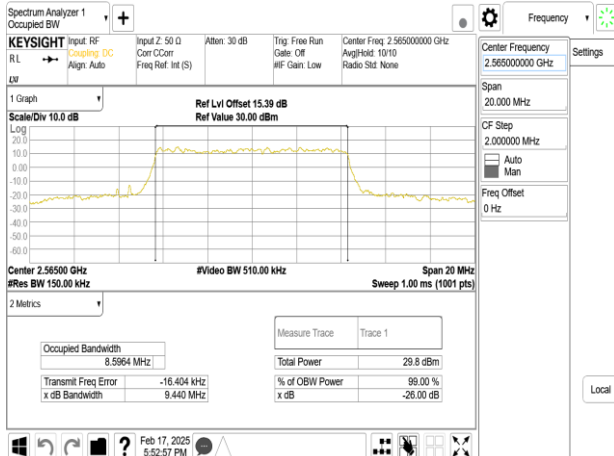 Spectrum Analyzer 1
Occupied BW
Frequency
KEYSIGHT
RL
LXI
Input: RF
Coupling: DC
Align: Auto
Input Z: 50 Ω
Corr CCorr
Freq Ref: Int (S)
Atten: 30 dB
Trig: Free Run
Gate: Off
#IF Gain: Low
Center Freq: 2.565000000 GHz
Avg|Hold: 10/10
Radio Std: None
Center Frequency
2.565000000 GHz
Settings
Span
20.000 MHz
CF Step
2.000000 MHz
Auto
Man
Freq Offset
0 Hz
Local
1 Graph
Scale/Div 10.0 dB
Ref Lvl Offset 15.39 dB
Ref Value 30.00 dBm
Log
20.0
10.0
0.00
-10.0
-20.0
-30.0
-40.0
-50.0
-60.0
Center 2.56500 GHz
#Video BW 510.00 kHz
Span 20 MHz
#Res BW 150.00 kHz
Sweep 1.00 ms (1001 pts)
2 Metrics
Measure Trace Trace 1
Occupied Bandwidth
8.5964 MHz
Total Power 29.8 dBm
Transmit Freq Error -16.404 kHz
% of OBW Power 99.00 %
x dB Bandwidth 9.440 MHz
x dB -26.00 dB
?
Feb 17, 2025
5:52:57 PM